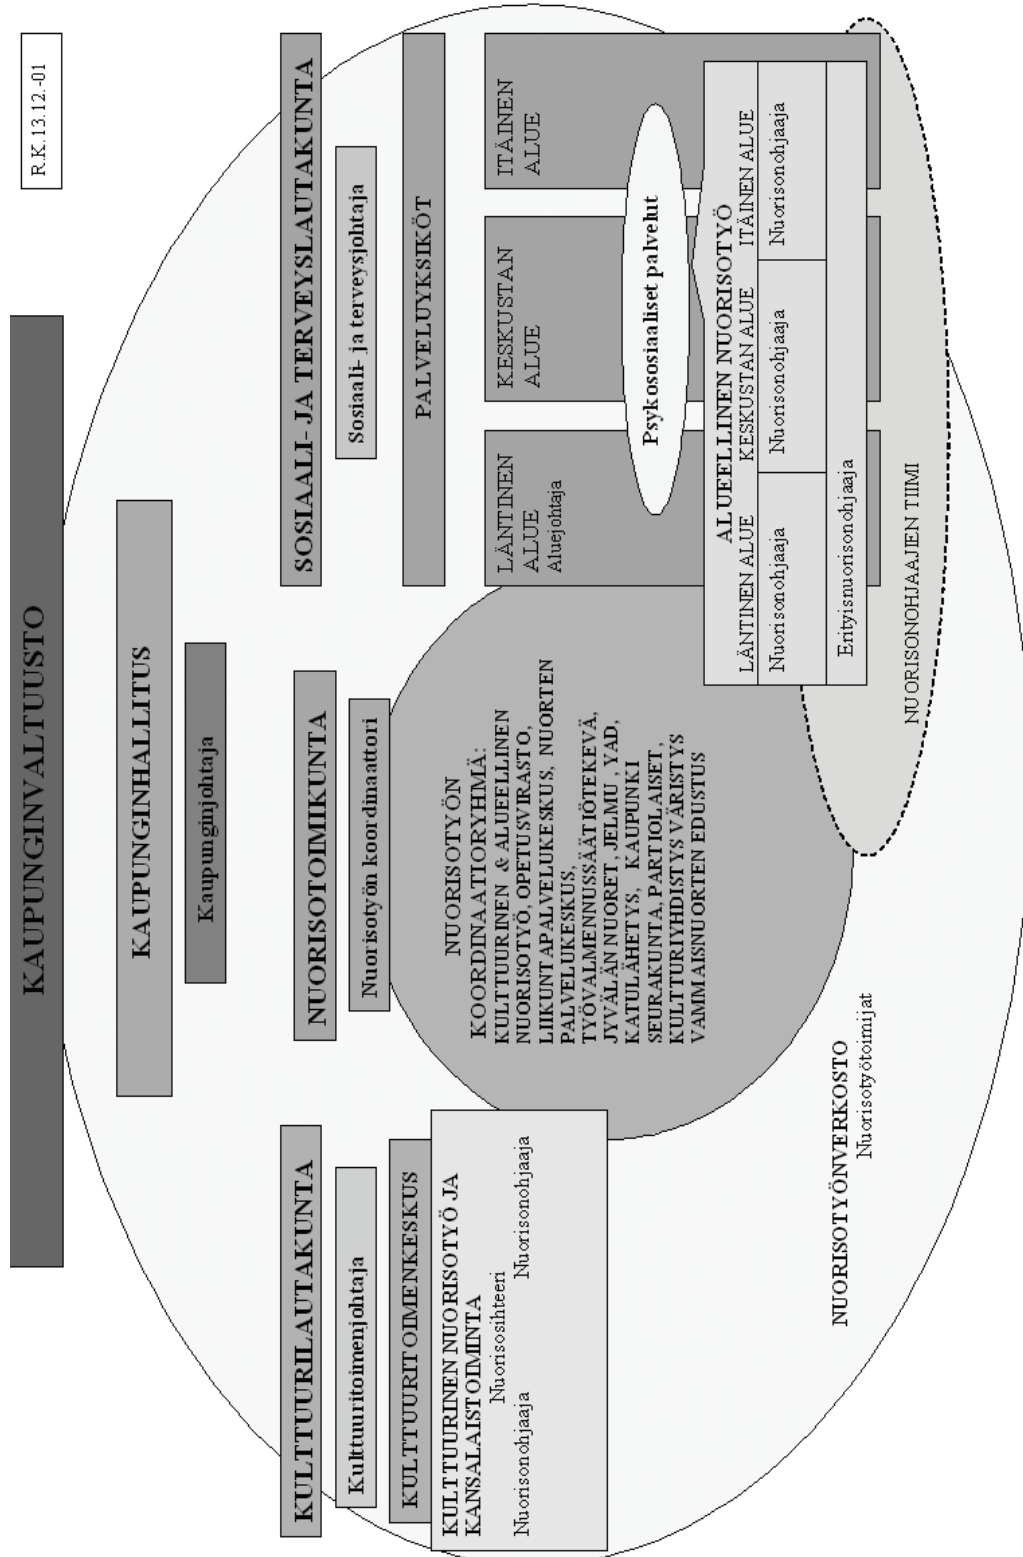 R.K.13.12.-01
KAUPUNGINVALTUUSTO
KAUPUNGINHALLITUS
Kaupunginjohtaja
KULTTUURILAUTAKUNTA
Kulttuuritoimenjohtaja
KULTTUURITOIMENKESKUS
KULTTUURINEN NUORISOTYÖ JA
KANSALAISTOIMINTA
Nuorisosihteeri
Nuorisonohjaaja
Nuorisonohjaaja
NUORISOTOIMIKUNTA
Nuorisotyön koordinaattori
NUORISOTYÖN
KOORDINAATIORYHMÄ:
KULTTUURINEN & ALUEELLINEN
NUORISOTYÖ, OPETUSVIRASTO,
LIIKUNTAPALVELUKESKUS, NUORTEN
PALVELUKESKUS,
TYÖVALMENNUSSÄÄTIÖTEKEVÄ,
JYVÄLÄN NUORET, JELMU, YAD,
KATULÄHETYS, KAUPUNKI
SEURAKUNTA, PARTIOLAISET,
KULTTURIYHDISTYS VÄRISTYS
VAMMAISNUORTEN EDUSTUS
SOSIAALI- JA TERVEYSLAUTAKUNTA
Sosiaali- ja terveysjohtaja
PALVELUYKSIKÖT
LÄNTINEN
ALUE
Aluejohtaja
KESKUSTAN
ALUE
ITÄINEN
ALUE
Psykososiaaliset palvelut
ALUEELLINEN NUORISOTYÖ
LÄNTINEN ALUE KESKUSTAN ALUE ITÄINEN ALUE
Nuorisonohjaaja Nuorisonohjaaja Nuorisonohjaaja
Erityisnuorisonohjaaja
NUORISONOHJAAJIEN TIIMI
NUORISOTYÖNVERKOSTO
Nuorisotyötoimijat